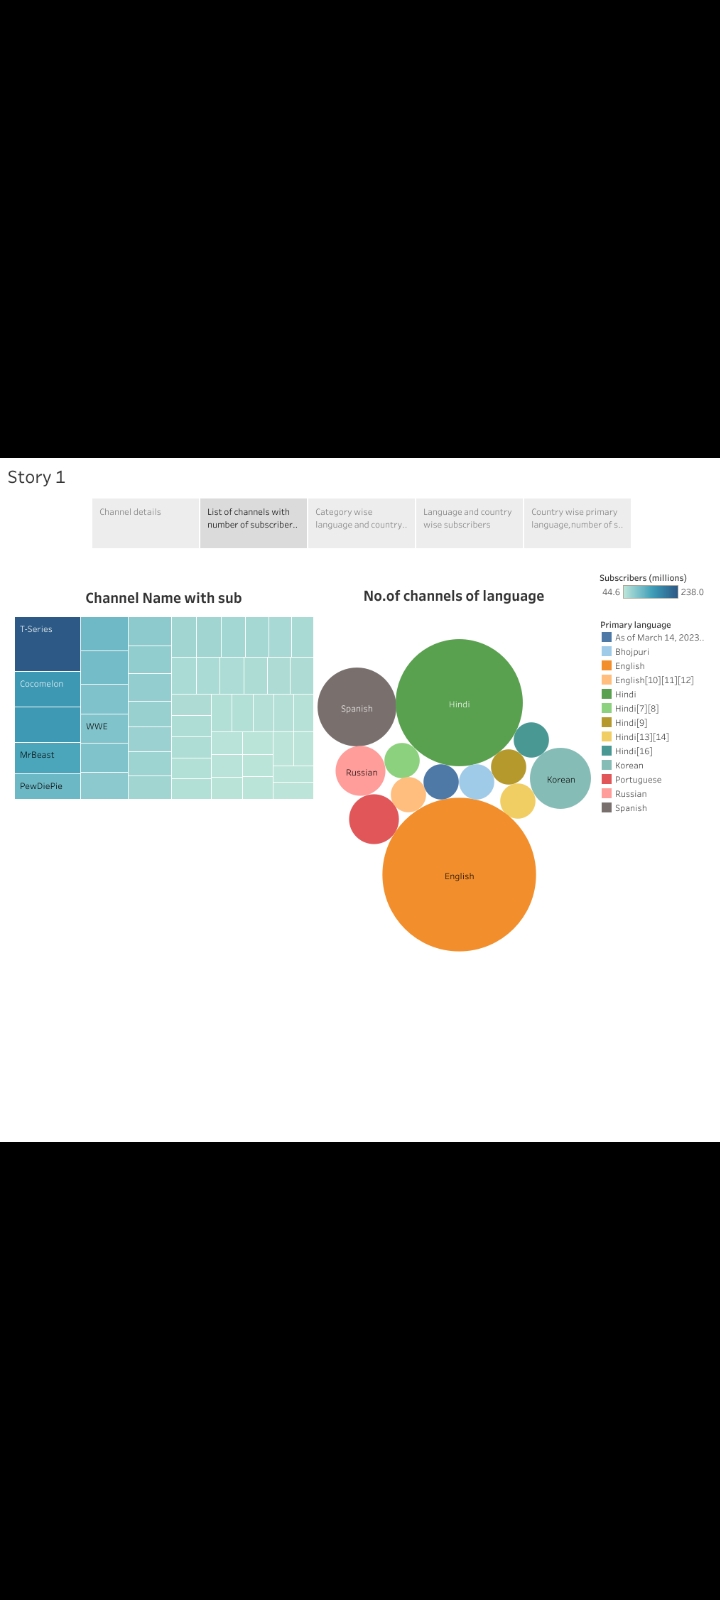 Story 1
Channel details
List of channels with
number of subscriber..
Category wise
language and country..
Language and country
wise subscribers
Country wise primary
language,number of s..
Channel Name with sub
T-Series
Cocomelon
MrBeast
PewDiePie
WWE
No.of channels of language
Spanish
Hindi
Russian
Korean
English
Subscribers (millions)
44.6 238.0
Primary language
As of March 14, 2023..
Bhojpuri
English
English[10][11][12]
Hindi
Hindi[7][8]
Hindi[9]
Hindi[13][14]
Hindi[16]
Korean
Portuguese
Russian
Spanish